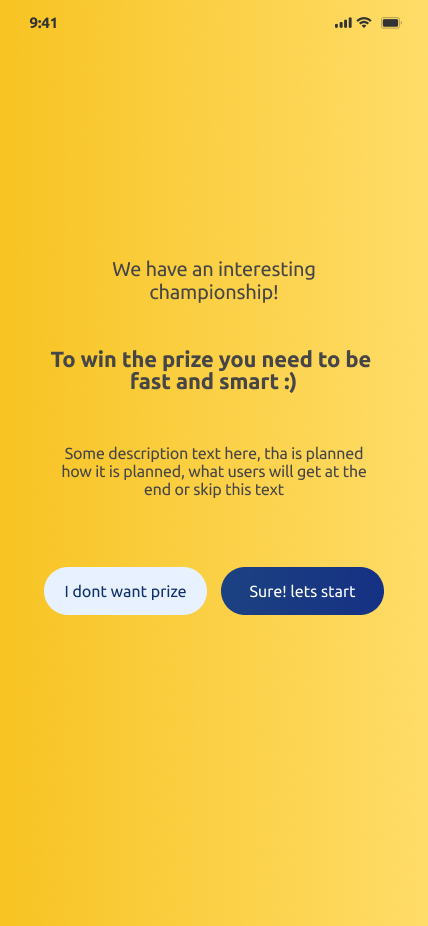 9:41
We have an interesting
championship!
To win the prize you need to be
fast and smart :)
Some description text here, tha is planned
how it is planned, what users will get at the
end or skip this text
I dont want prize
Sure! lets start